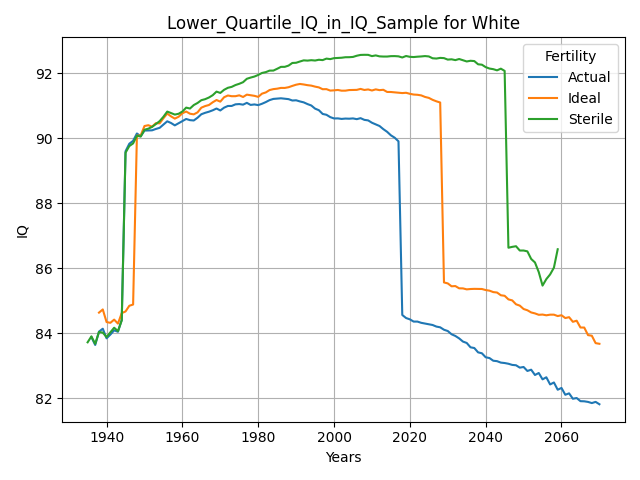 Lower_Quartile_IQ_in_IQ_Sample for White
Fertility
Actual
Ideal
Sterile
IQ
92
90
88
86
84
82
1940
1960
1980
2000
2020
2040
2060
Years